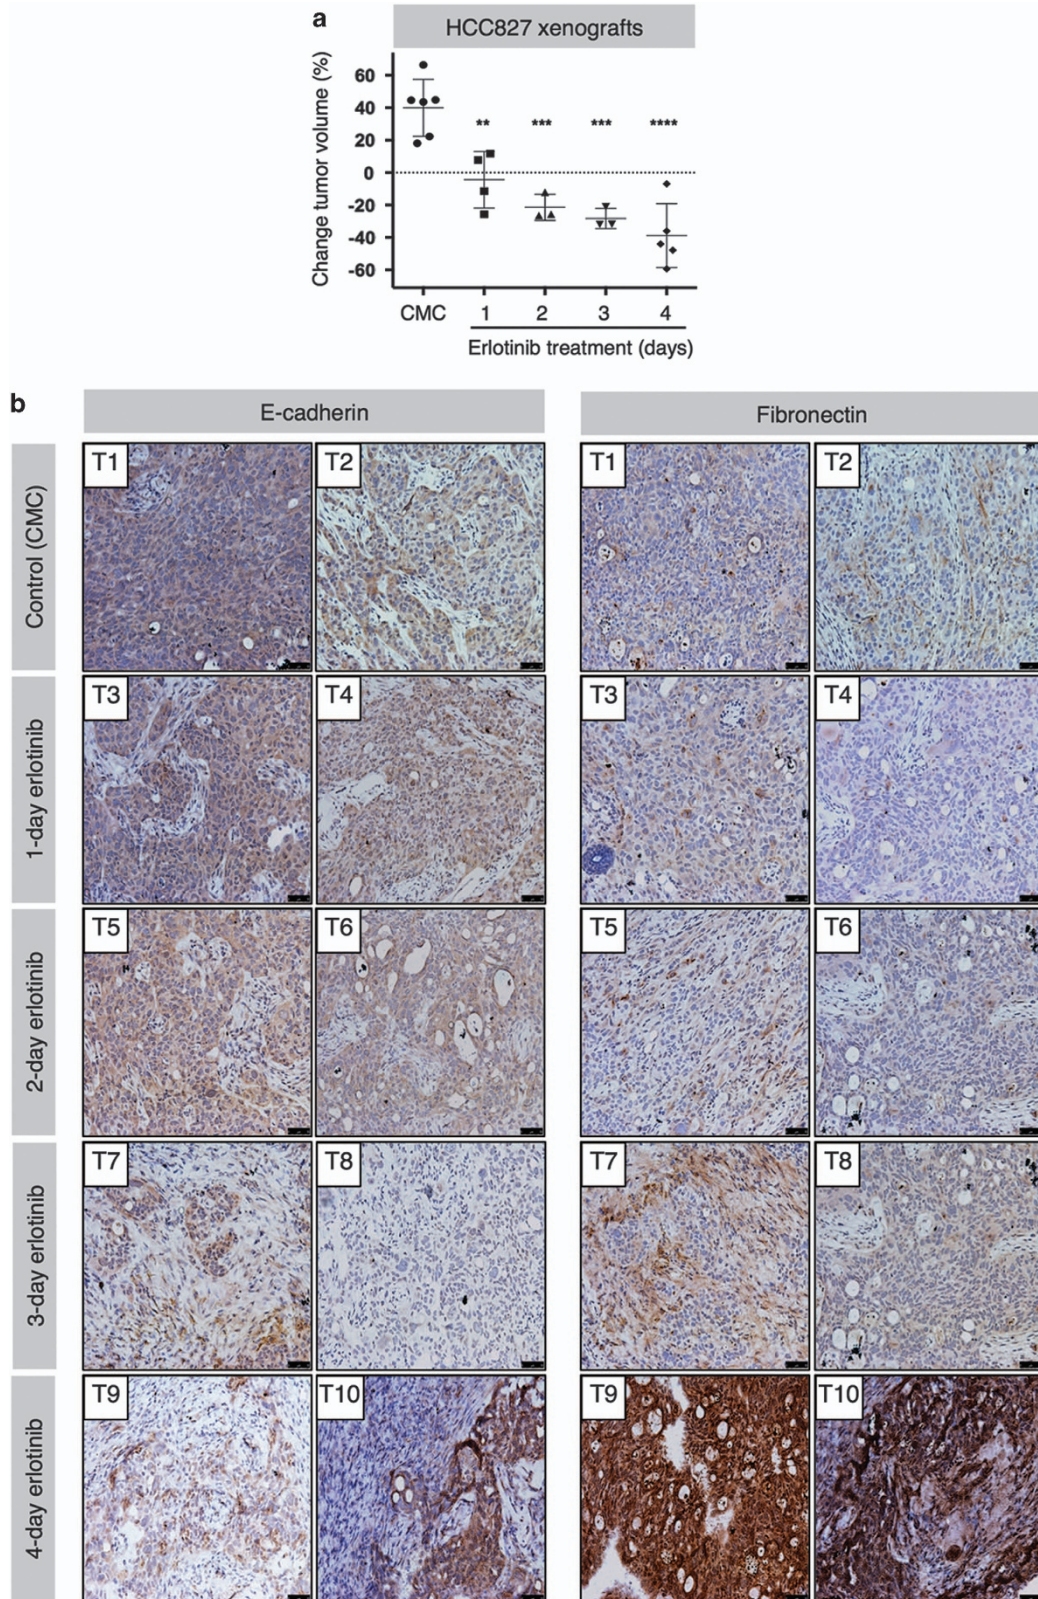 a
HCC827 xenografts
Change tumor volume (%)
60
40
20
0
-20
-40
-60
** *** *** ****
CMC 1 2 3 4
Erlotinib treatment (days)
b
E-cadherin Fibronectin
Control (CMC)
T1 T2 T1 T2
1-day erlotinib
T3 T4 T3 T4
2-day erlotinib
T5 T6 T5 T6
3-day erlotinib
T7 T8 T7 T8
4-day erlotinib
T9 T10 T9 T10